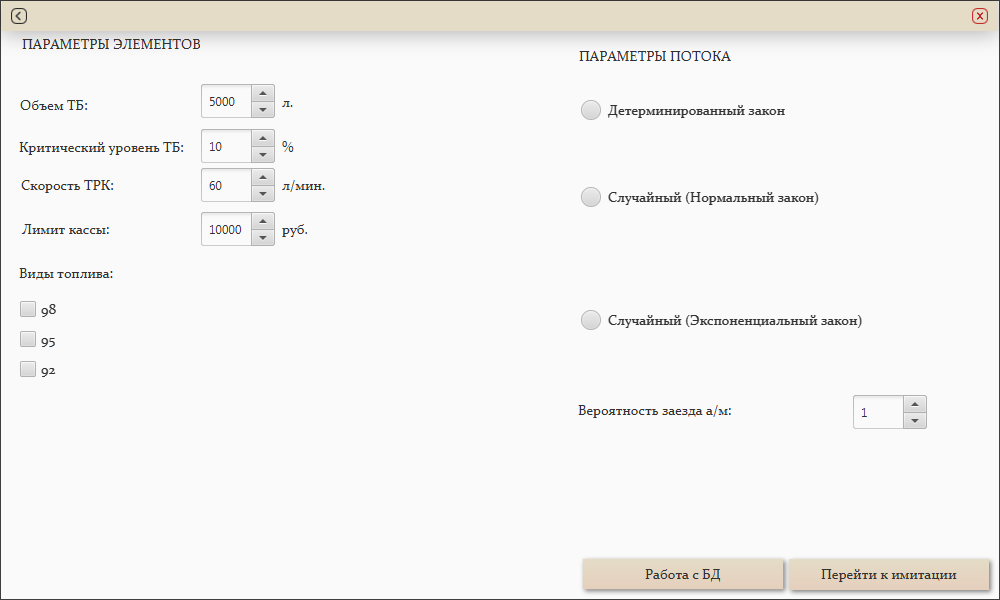 ПАРАМЕТРЫ ЭЛЕМЕНТОВ
Объем ТБ: 5000 л.
Критический уровень ТБ: 10 %
Скорость ТРК: 60 л/мин.
Лимит кассы: 10000 руб.
Виды топлива:
98
95
92
ПАРАМЕТРЫ ПОТОКА
Детерминированный закон
Случайный (Нормальный закон)
Случайный (Экспоненциальный закон)
Вероятность заезда а/м: 1
Работа с БД
Перейти к имитации